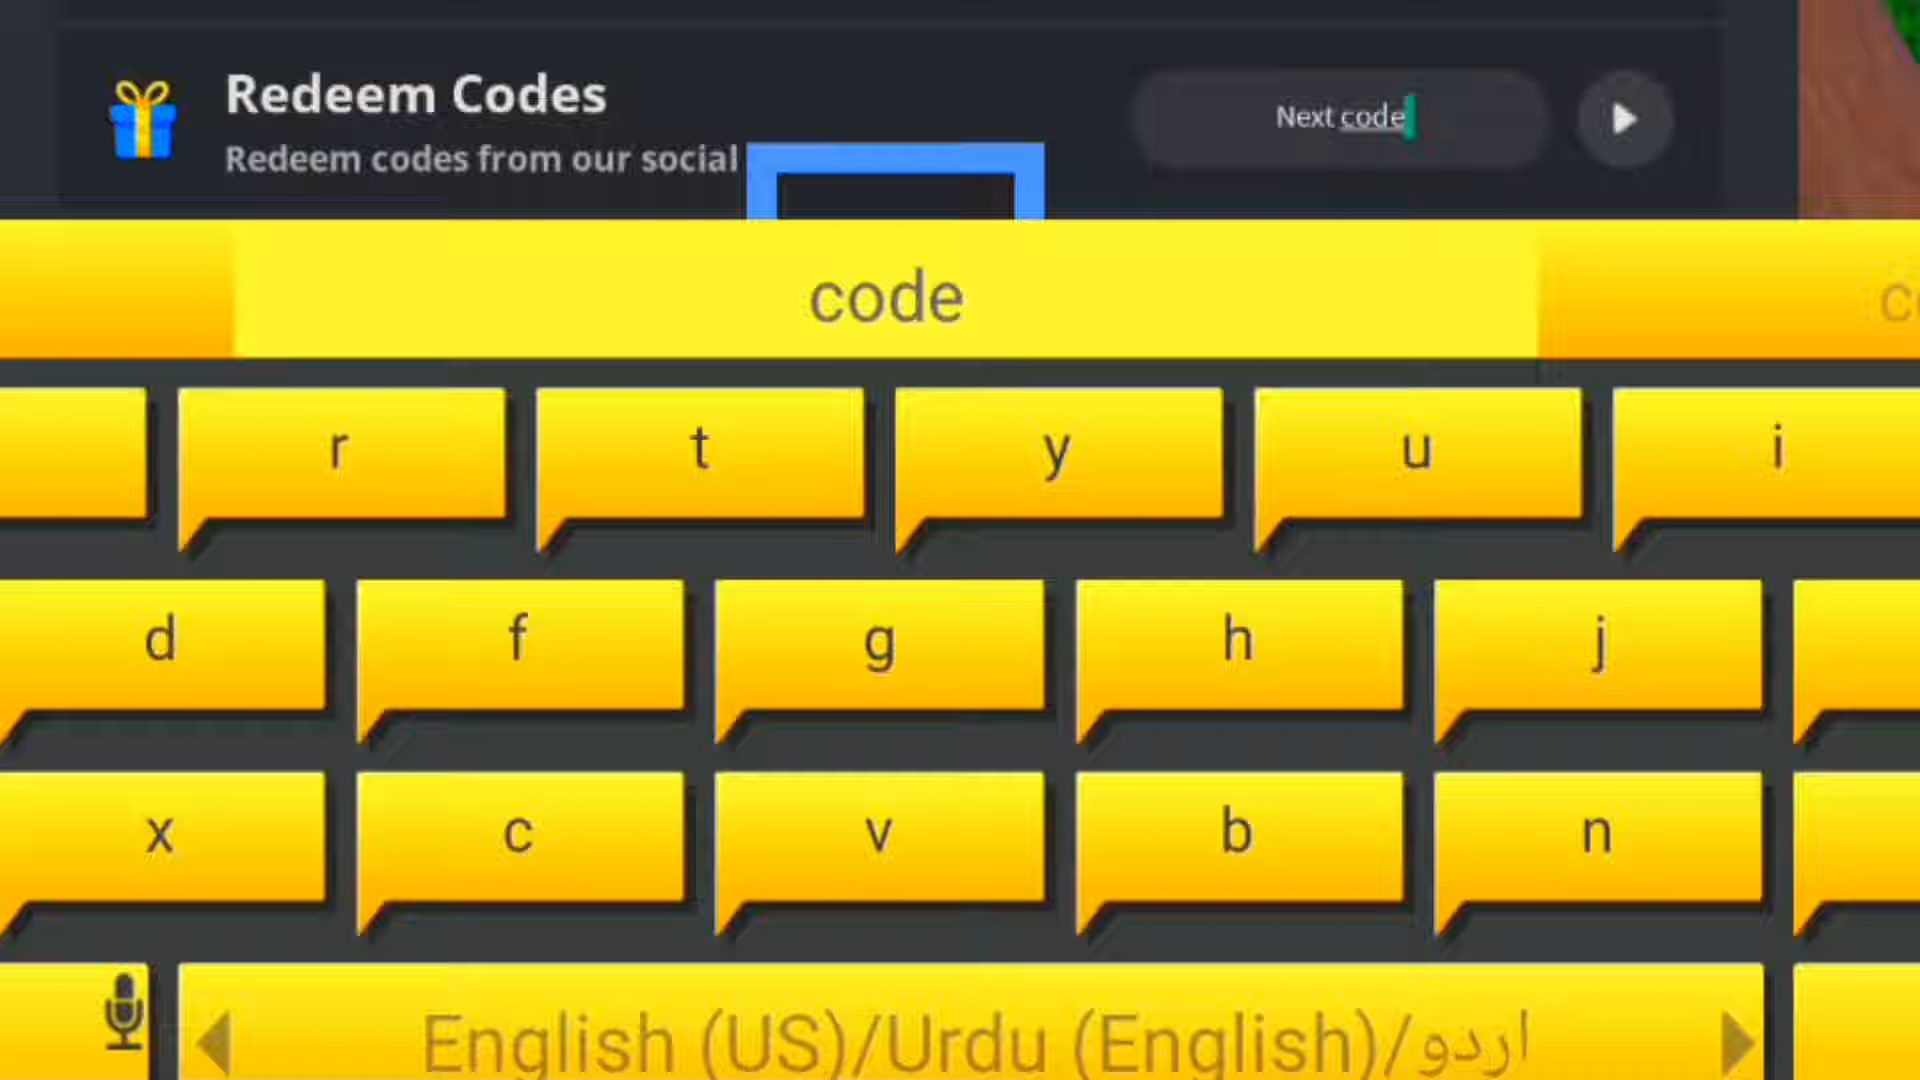 Redeem Codes
Next code
Redeem codes from our social
code
r t y u i
d f g h j
x c v b n
English (US)/Urdu (English)/اردو